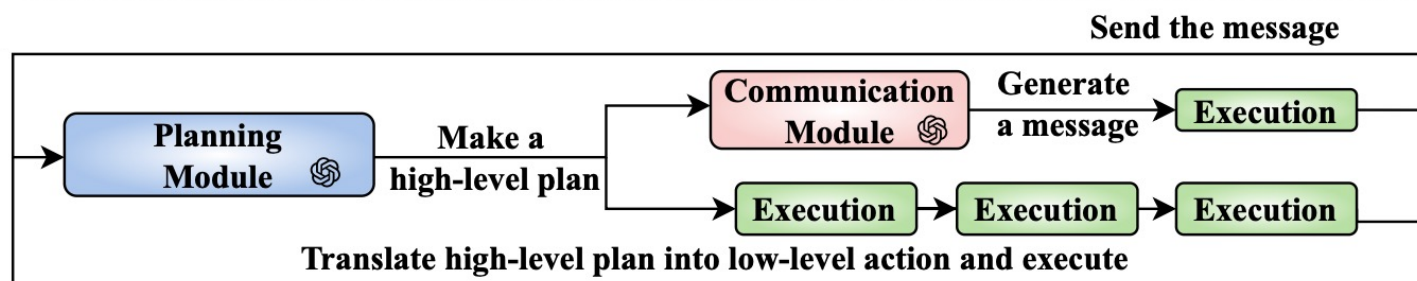 Send the message
Planning
Module
Make a
high-level plan
Communication
Module
Generate
a message
Execution
Execution
Execution
Execution
Translate high-level plan into low-level action and execute